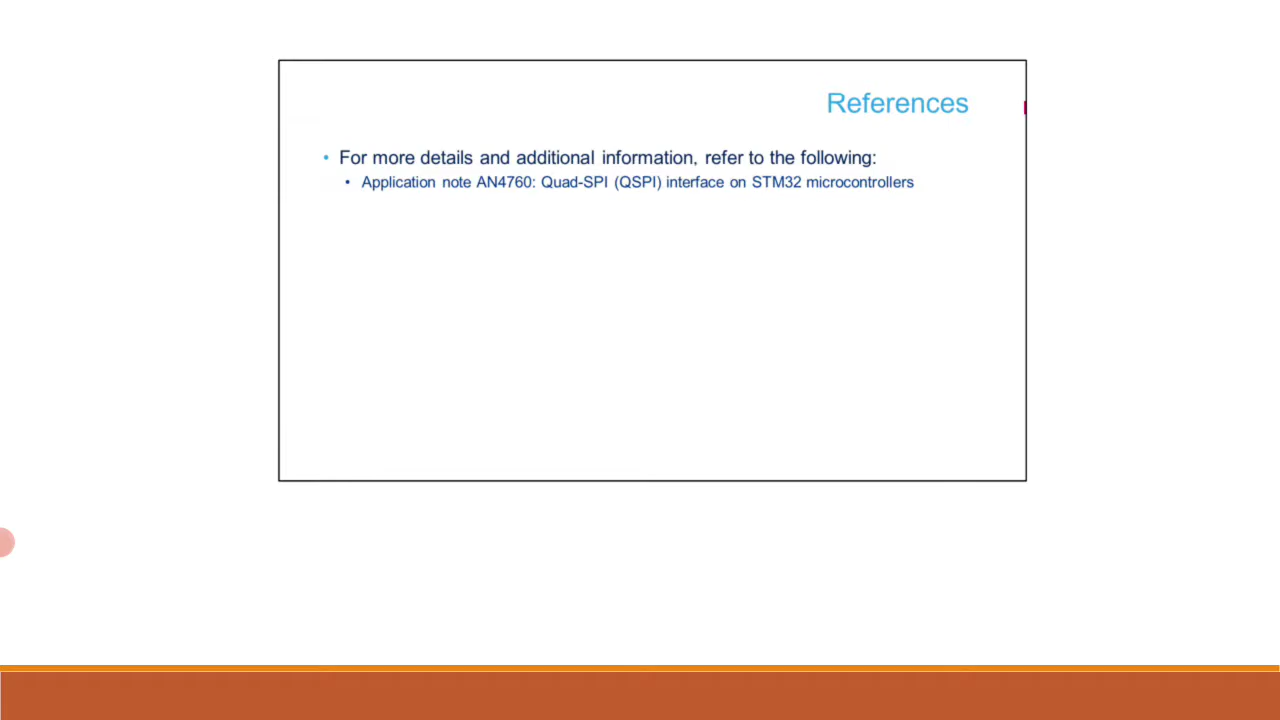 References
• For more details and additional information, refer to the following:
• Application note AN4760: Quad-SPI (QSPI) interface on STM32 microcontrollers